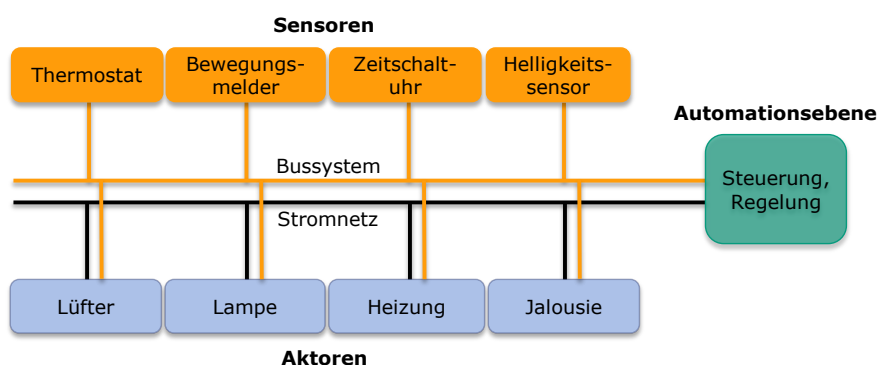 Sensoren
Thermostat
Bewegungs-
melder
Zeitschalt-
uhr
Helligkeits-
sensor
Automationsebene
Bussystem
Steuerung,
Regelung
Stromnetz
Lüfter
Lampe
Heizung
Jalousie
Aktoren